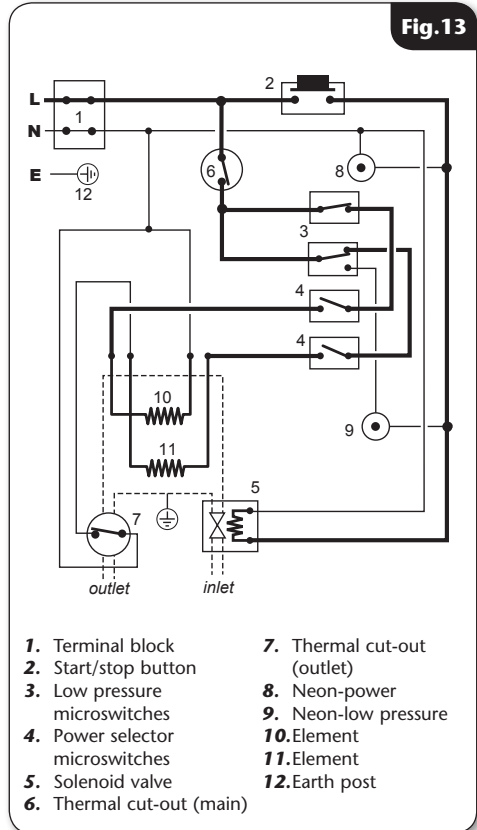 Fig.13
2
L
1
N
6
8
E
12
3
4
4
10
9
11
5
7
outlet
inlet
1. Terminal block
2. Start/stop button
3. Low pressure
microswitches
4. Power selector
microswitches
5. Solenoid valve
6. Thermal cut-out (main)
7. Thermal cut-out
(outlet)
8. Neon-power
9. Neon-low pressure
10.Element
11.Element
12.Earth post